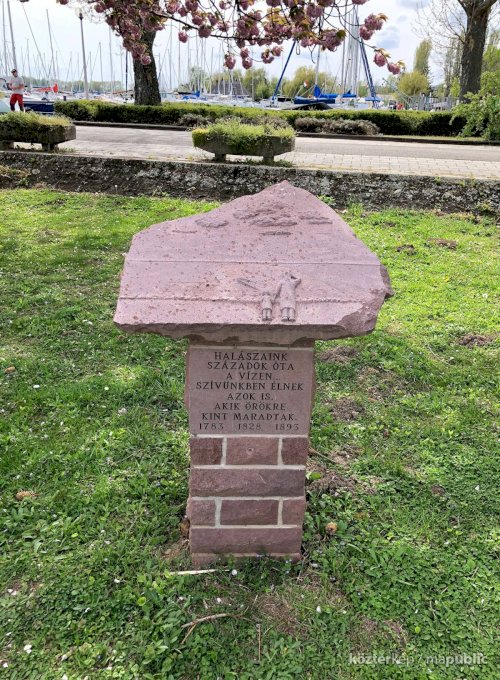 HALÁSZAINK
SZÁZADOK ÓTA
A VÍZEN...
SZÍVÜNKBEN ÉLNEK
AZOK IS,
AKIK ÖRÖKRE
KINT MARADTAK.
1783 1828 1893
köztérkép / mapublic